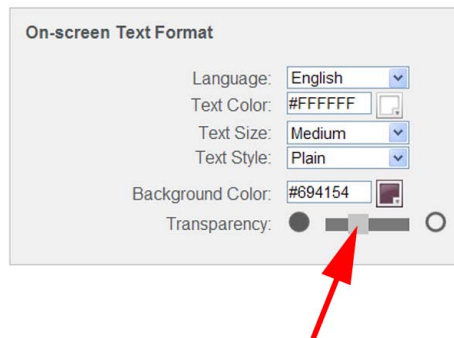 On-screen Text Format
Language: English
Text Color: #FFFFFF
Text Size: Medium
Text Style: Plain
Background Color: #694154
Transparency: